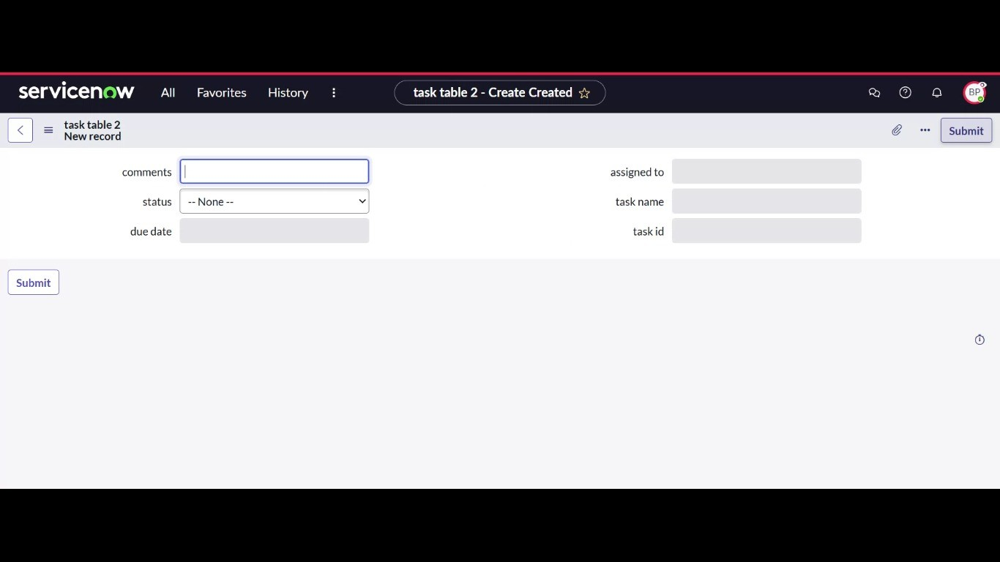 servicenow All Favorites History task table 2 - Create Created BP
task table 2
New record
Submit
comments
assigned to
status -- None --
task name
due date
task id
Submit